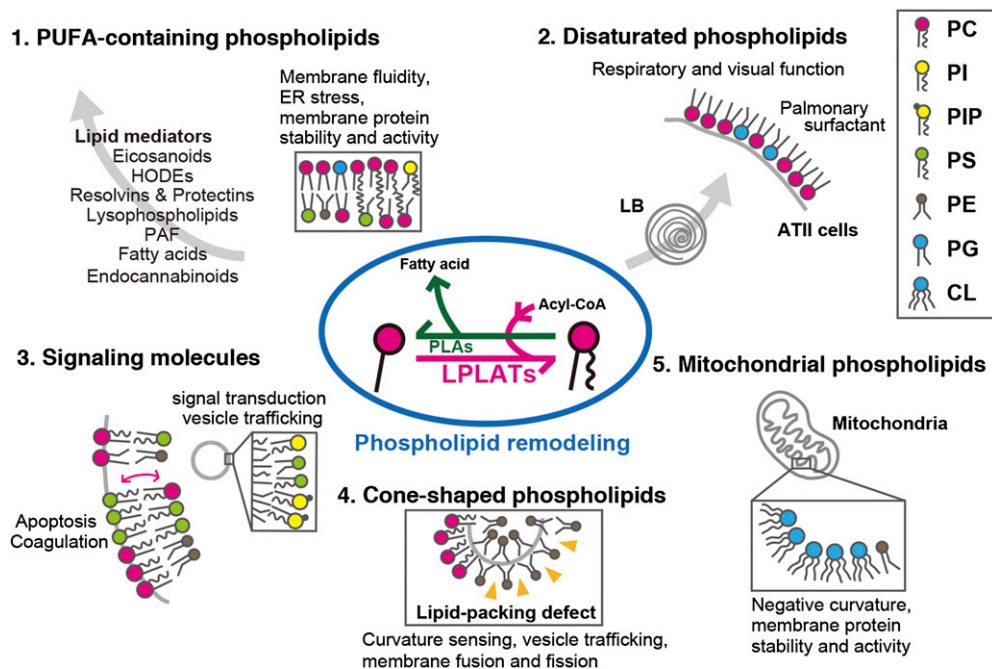 1. PUFA-containing phospholipids
Membrane fluidity,
ER stress,
membrane protein
stability and activity
Lipid mediators
Eicosanoids
HODEs
Resolvins & Protectins
Lysophospholipids
PAF
Fatty acids
Endocannabinoids
2. Disaturated phospholipids
Respiratory and visual function
Palmonary
surfactant
LB
ATII cells
PC
PI
PIP
PS
PE
PG
CL
Fatty acid
Acyl-CoA
PLAs
LPLATs
Phospholipid remodeling
3. Signaling molecules
signal transduction
vesicle trafficking
Apoptosis
Coagulation
4. Cone-shaped phospholipids
Lipid-packing defect
Curvature sensing, vesicle trafficking,
membrane fusion and fission
5. Mitochondrial phospholipids
Mitochondria
Negative curvature,
membrane protein
stability and activity